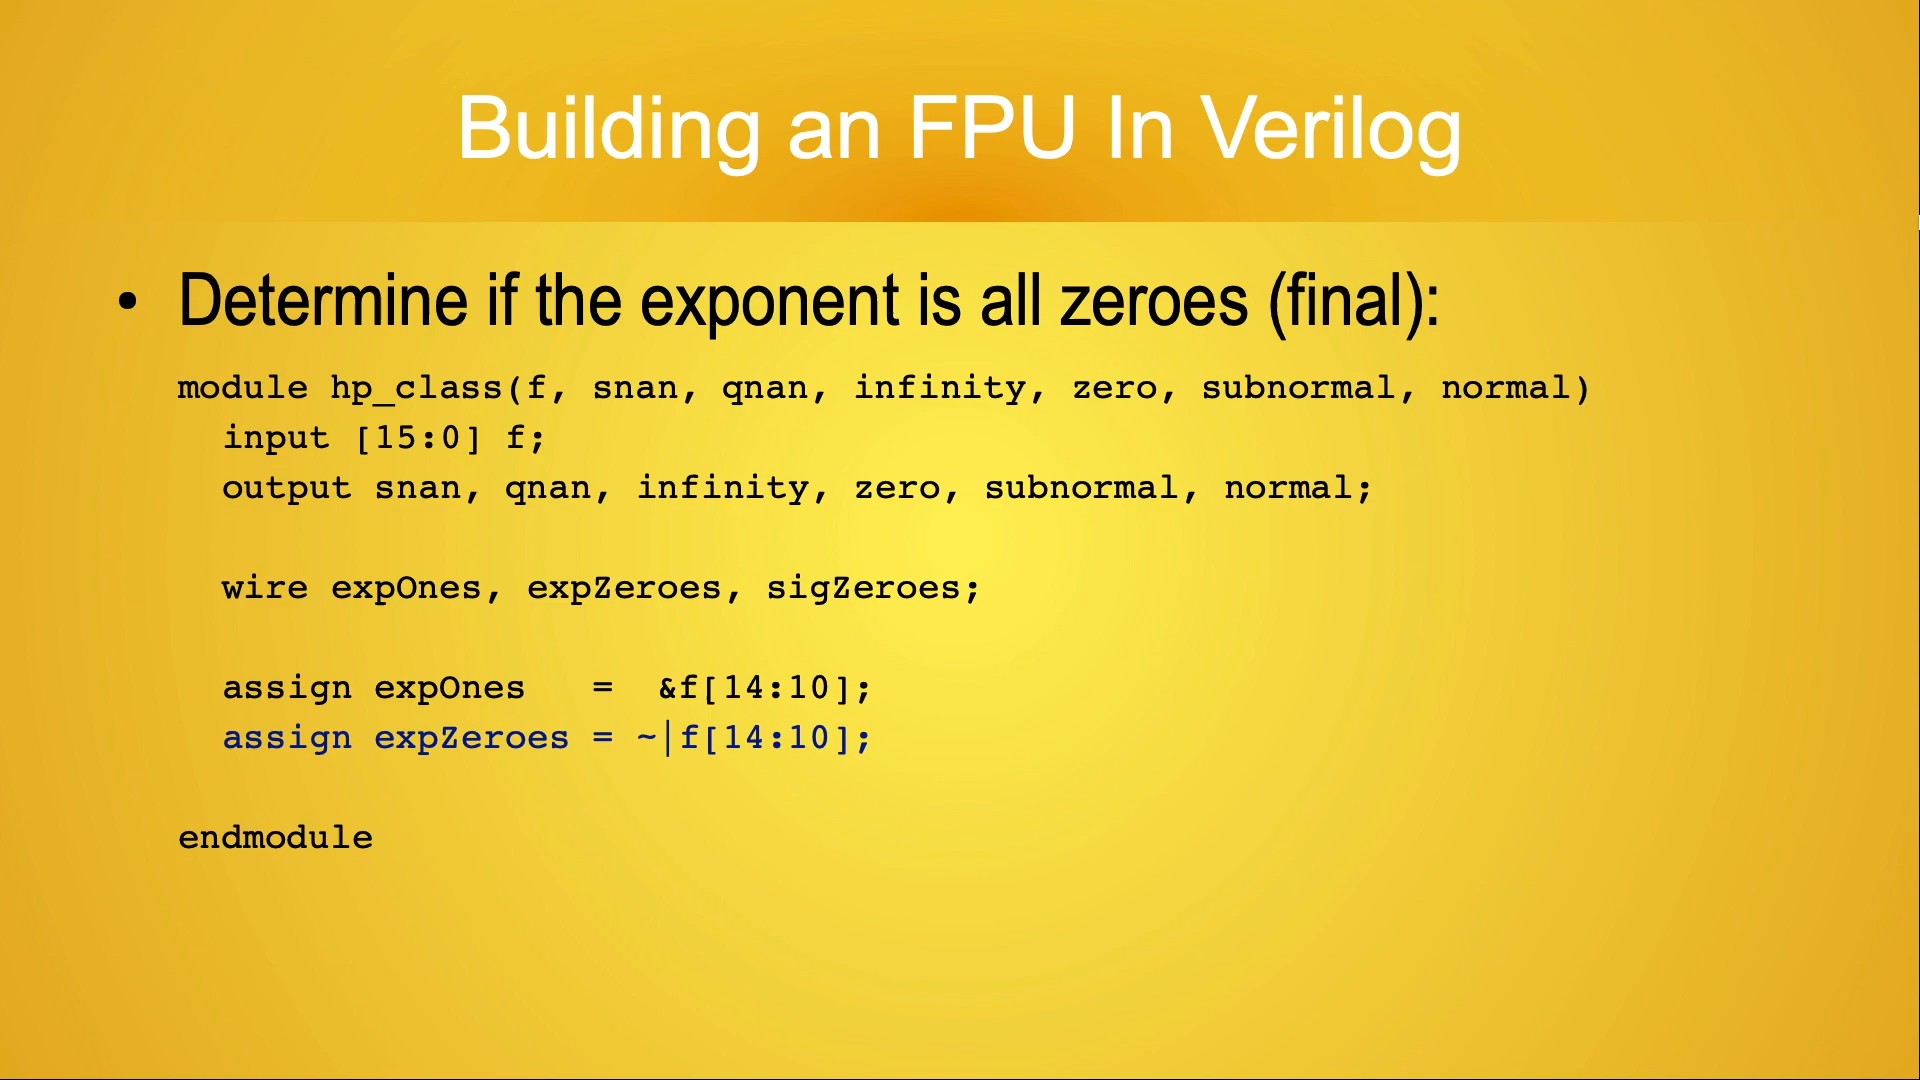 Building an FPU In Verilog
• Determine if the exponent is all zeroes (final):
module hp_class(f, snan, qnan, infinity, zero, subnormal, normal)
input [15:0] f;
output snan, qnan, infinity, zero, subnormal, normal;
wire expOnes, expZeroes, sigZeroes;
assign expOnes   =  &f[14:10];
assign expZeroes = ~|f[14:10];
endmodule